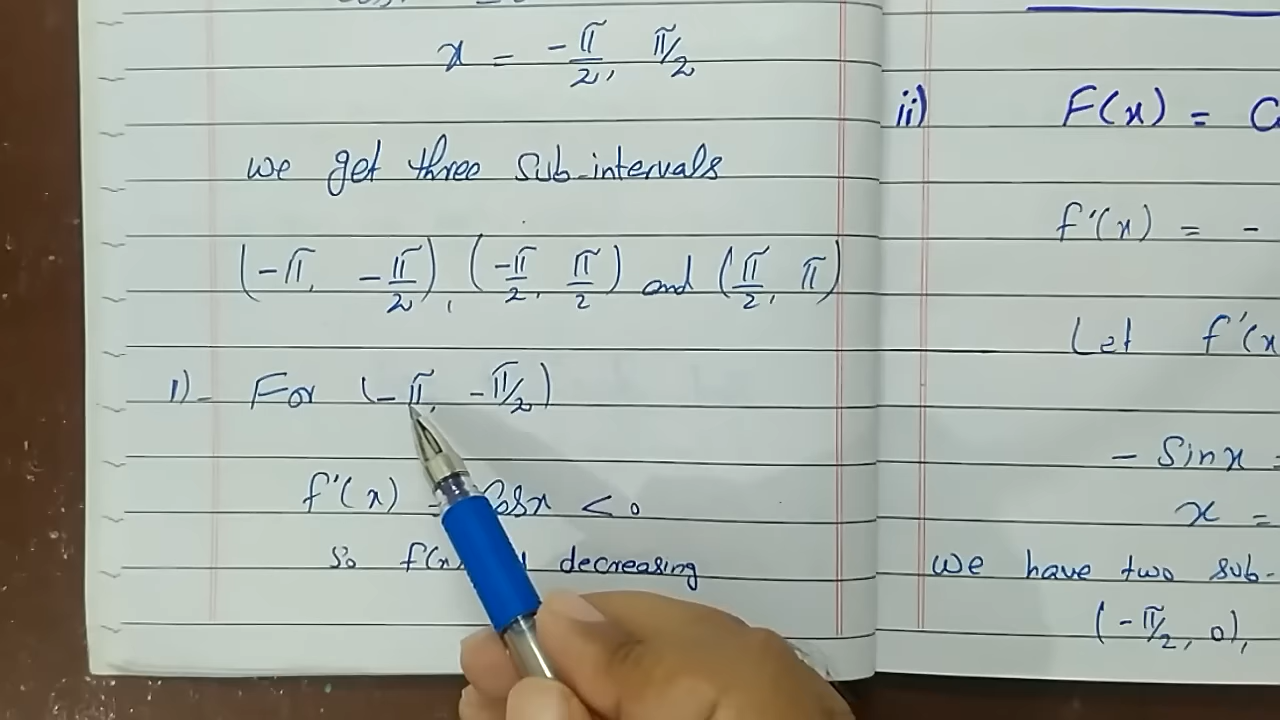 x = -π/2, π/2
we get three sub-intervals
(-π, -π/2), (-π/2, π/2) and (π/2, π)
1)- For (-π, -π/2)
f'(x) = Cosx < 0
So f(x) decreasing
ii) F(x) = C
f'(x) = -
Let f'(x
- Sinx =
x =
we have two sub-
(-π/2, 0),